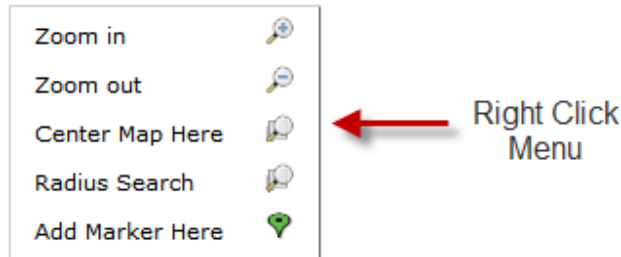 Zoom in
Zoom out
Center Map Here
Radius Search
Add Marker Here
Right Click
Menu